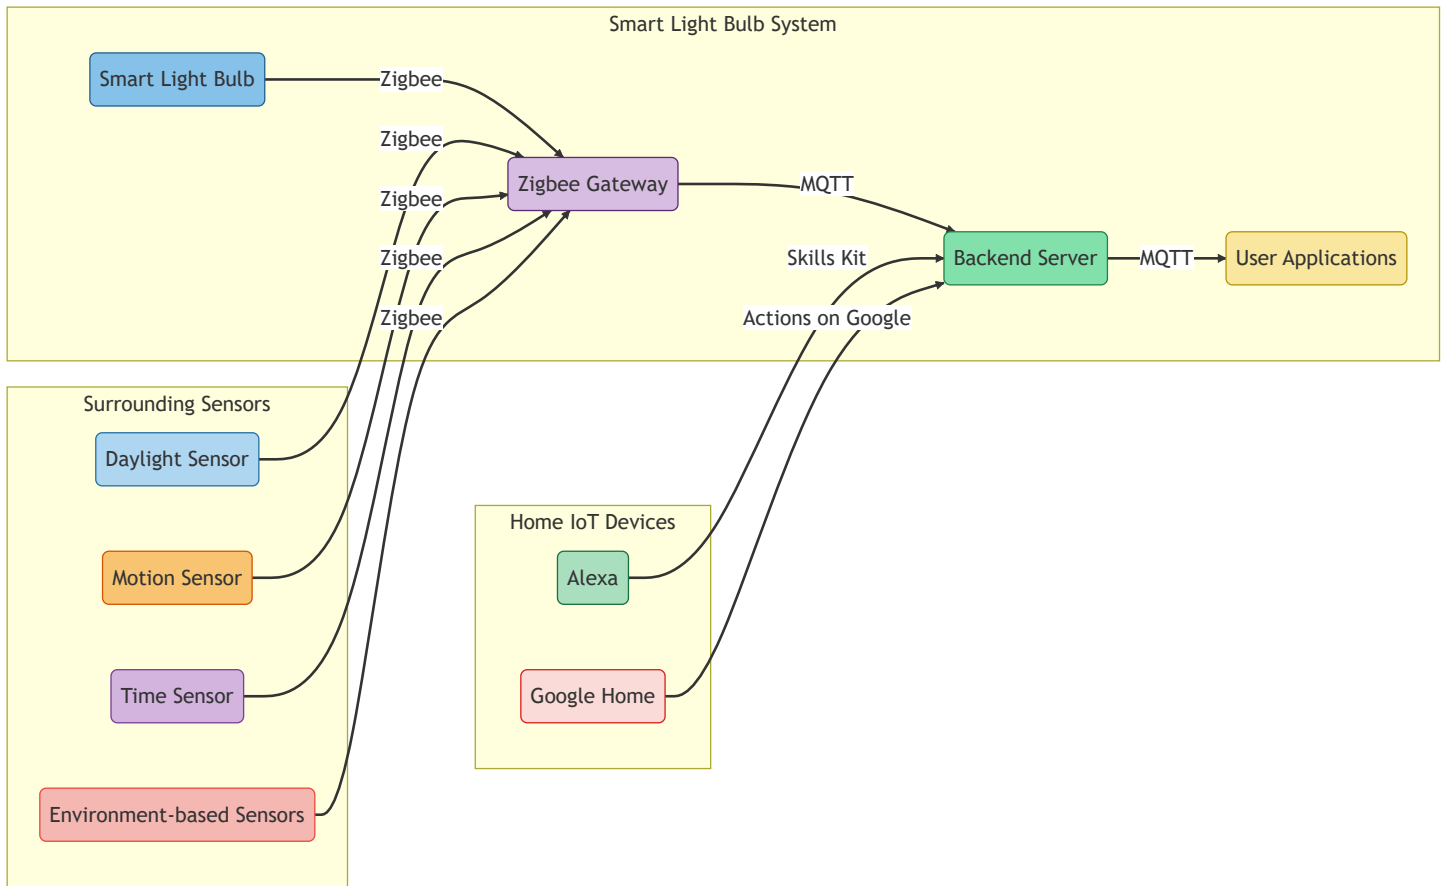 Smart Light Bulb System
Smart Light Bulb
Zigbee
Zigbee
Zigbee
Zigbee
Zigbee
Zigbee Gateway
MQTT
Skills Kit
Actions on Google
Backend Server
MQTT
User Applications
Surrounding Sensors
Daylight Sensor
Motion Sensor
Time Sensor
Environment-based Sensors
Home IoT Devices
Alexa
Google Home